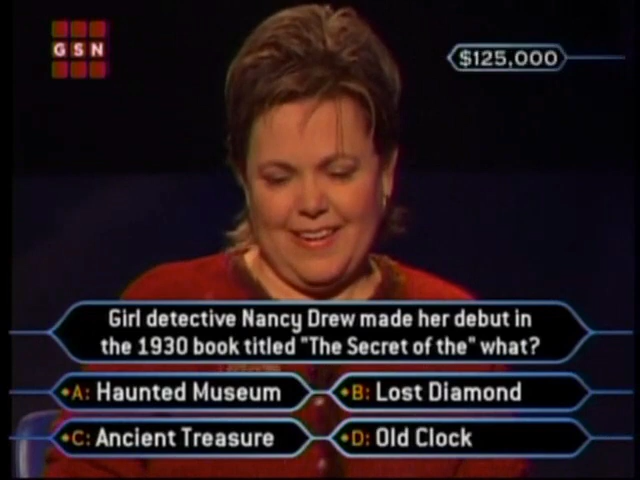 GSN
$125,000
Girl detective Nancy Drew made her debut in
the 1930 book titled "The Secret of the" what?
A: Haunted Museum
B: Lost Diamond
C: Ancient Treasure
D: Old Clock